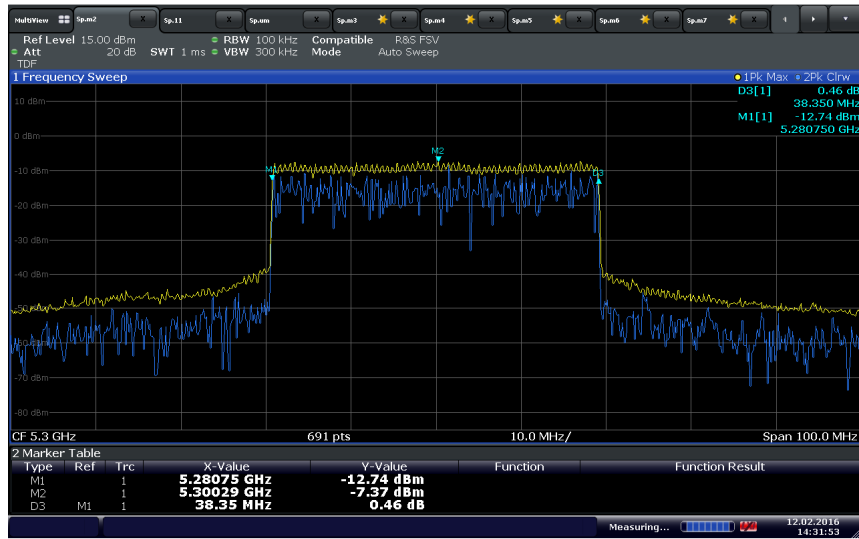 MultiView Sp.m2 X Sp.11 X Sp.um X Sp.m3 X Sp.m4 X Sp.m5 X Sp.m6 X Sp.m7 X
Ref Level 15.00 dBm RBW 100 kHz Compatible R&S FSV
Att 20 dB SWT 1 ms VBW 300 kHz Mode Auto Sweep
TDF
1 Frequency Sweep 1Pk Max 2Pk Clrw
D3[1] 0.46 dB
38.350 MHz
M1[1] -12.74 dBm
5.280750 GHz
10 dBm
0 dBm
M2
-10 dBm
-20 dBm
-30 dBm
-40 dBm
-70 dBm
-80 dBm
CF 5.3 GHz 691 pts 10.0 MHz/ Span 100.0 MHz
2 Marker Table
Type Ref Trc X-Value Y-Value Function Function Result
M1 1 5.28075 GHz -12.74 dBm
M2 1 5.30029 GHz -7.37 dBm
D3 M1 1 38.35 MHz 0.46 dB
Measuring... 12.02.2016
14:31:53